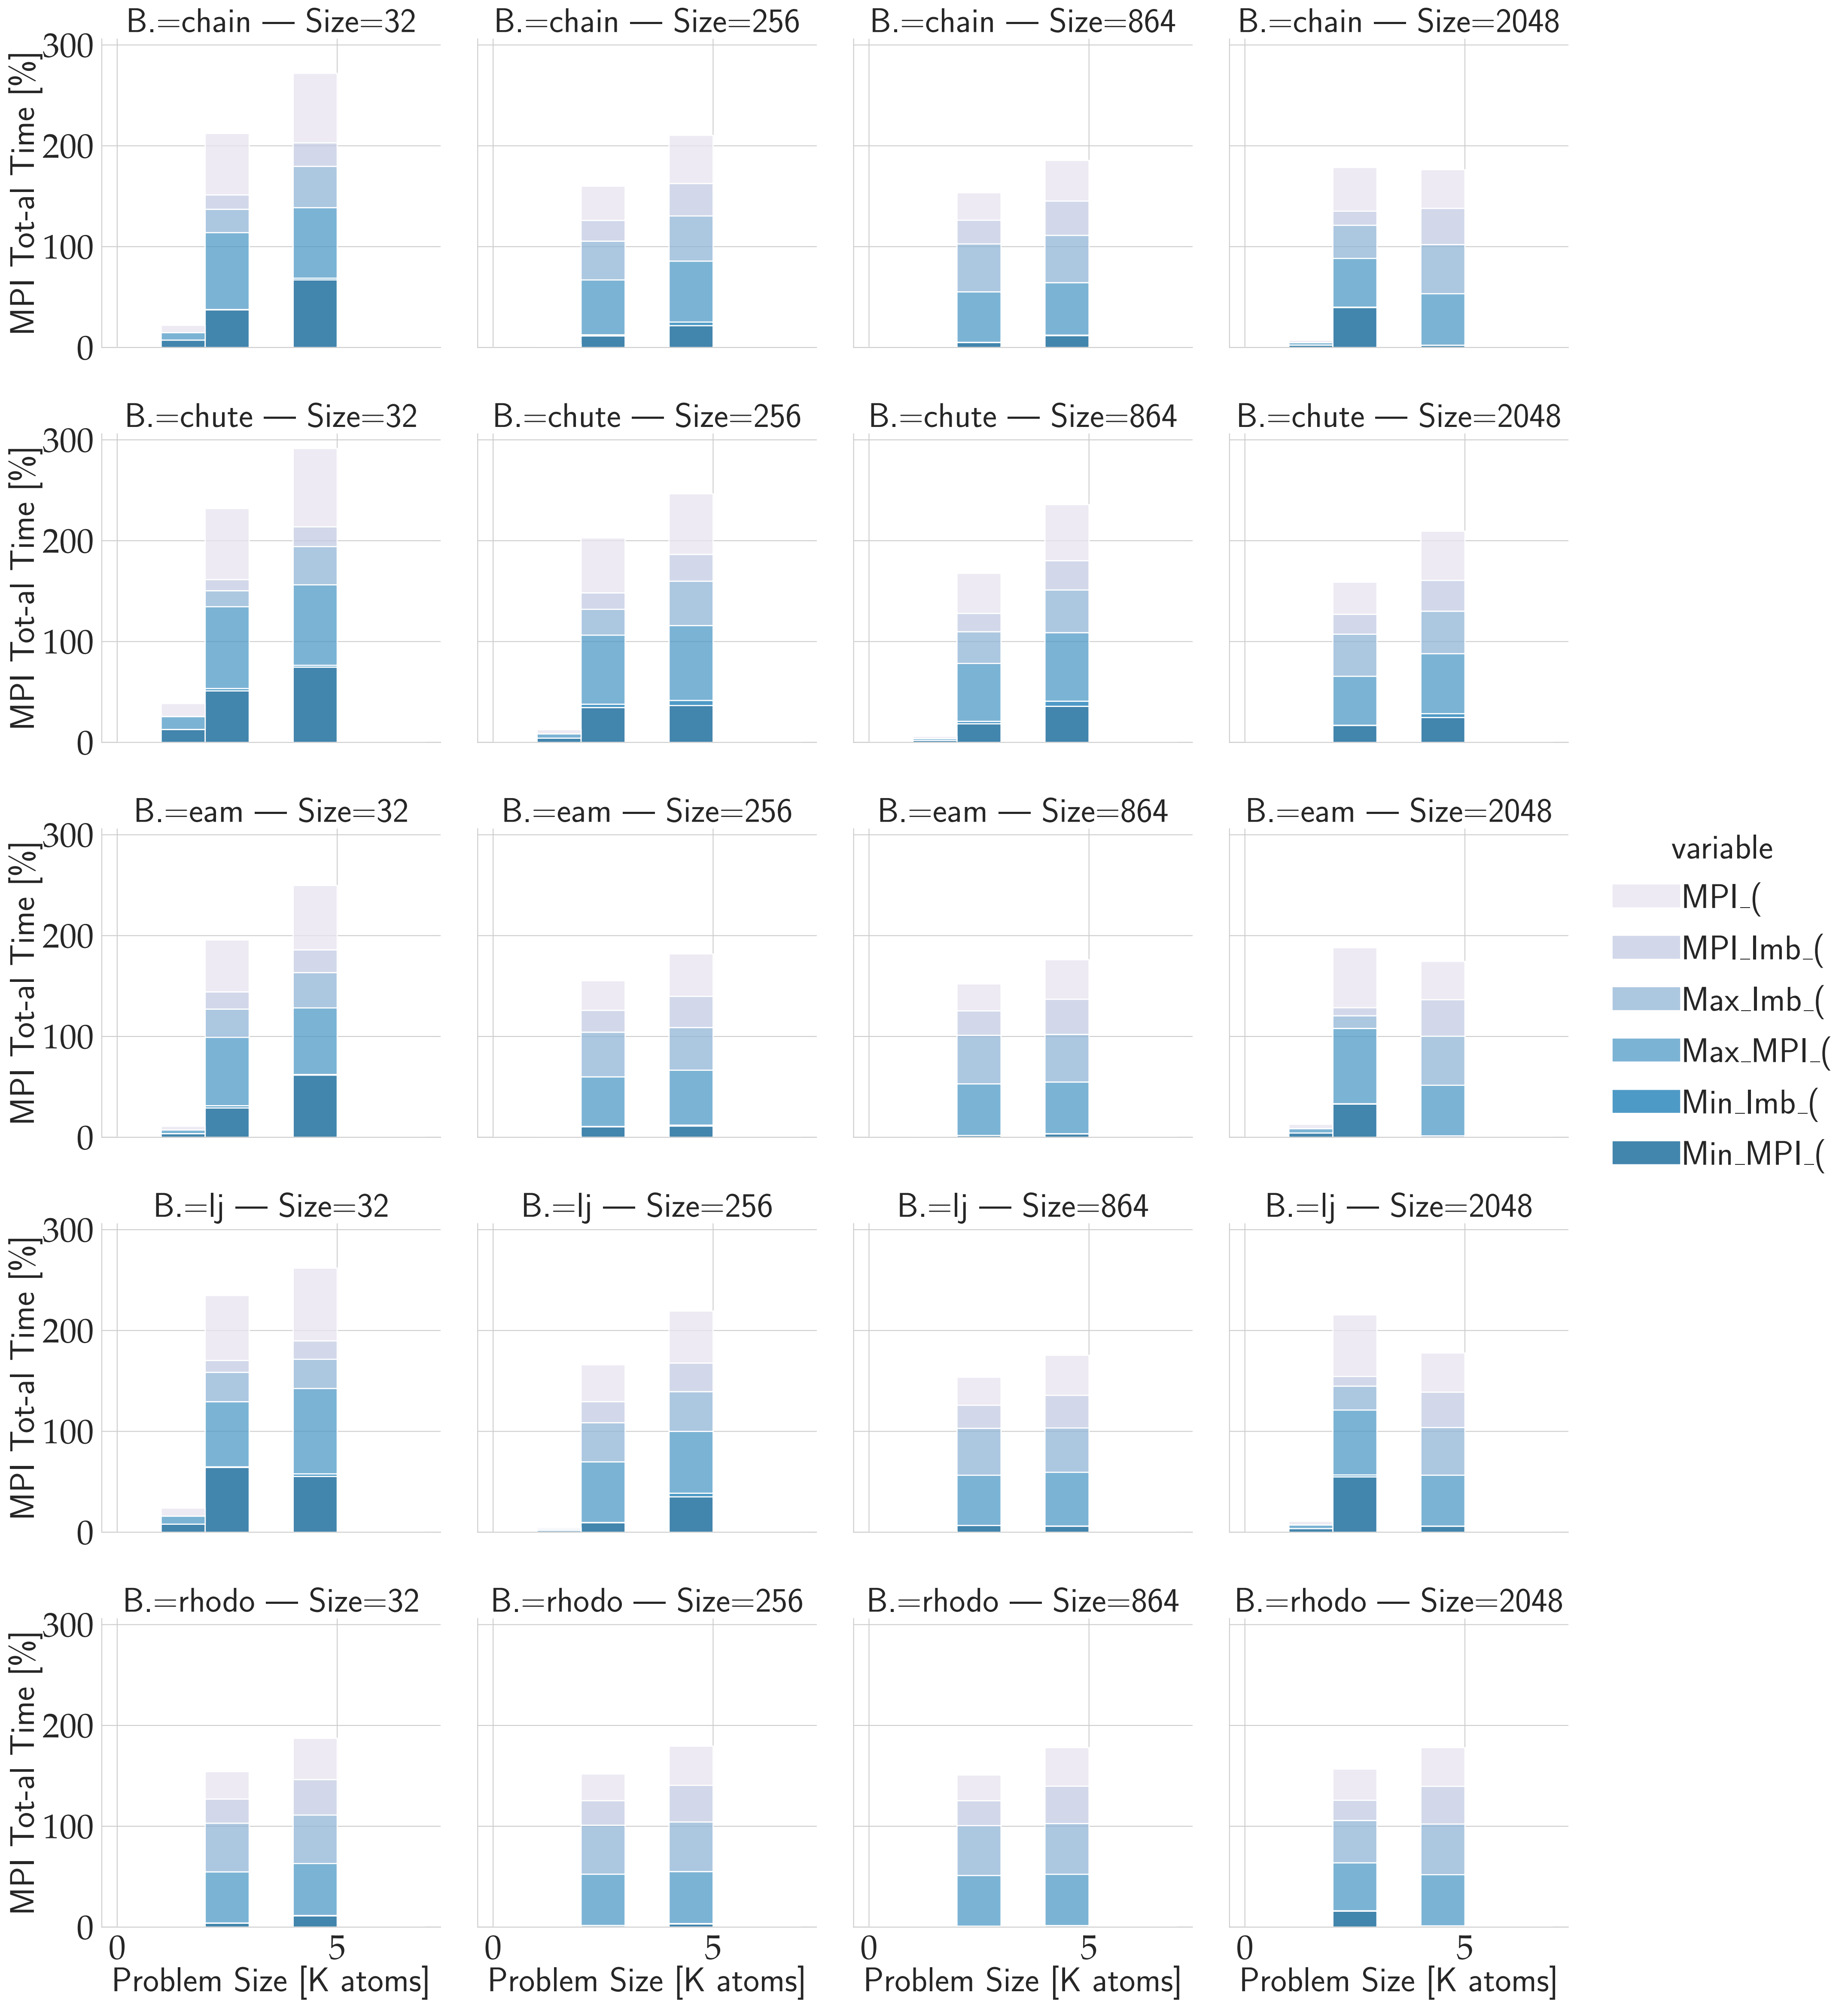 B.=chain — Size=32
B.=chain — Size=256
B.=chain — Size=864
B.=chain — Size=2048
MPI Tot-al Time [%]
300
200
100
0
B.=chute — Size=32
B.=chute — Size=256
B.=chute — Size=864
B.=chute — Size=2048
MPI Tot-al Time [%]
300
200
100
0
B.=eam — Size=32
B.=eam — Size=256
B.=eam — Size=864
B.=eam — Size=2048
MPI Tot-al Time [%]
300
200
100
0
variable
MPI_(
MPI_Imb_(
Max_Imb_(
Max_MPI_(
Min_Imb_(
Min_MPI_(
B.=lj — Size=32
B.=lj — Size=256
B.=lj — Size=864
B.=lj — Size=2048
MPI Tot-al Time [%]
300
200
100
0
B.=rhodo — Size=32
B.=rhodo — Size=256
B.=rhodo — Size=864
B.=rhodo — Size=2048
MPI Tot-al Time [%]
300
200
100
0
0 5
Problem Size [K atoms]
0 5
Problem Size [K atoms]
0 5
Problem Size [K atoms]
0 5
Problem Size [K atoms]